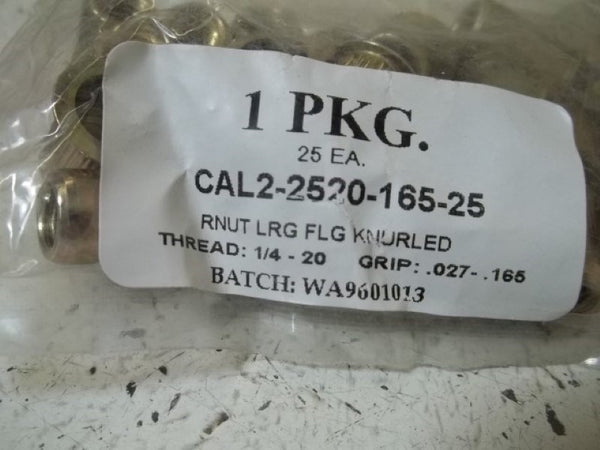 1 PKG.
25 EA.
CAL2-2520-165-25
RNUT LRG FLG KNURLED
THREAD: 1/4 - 20 GRIP: .027- .165
BATCH: WA9601013